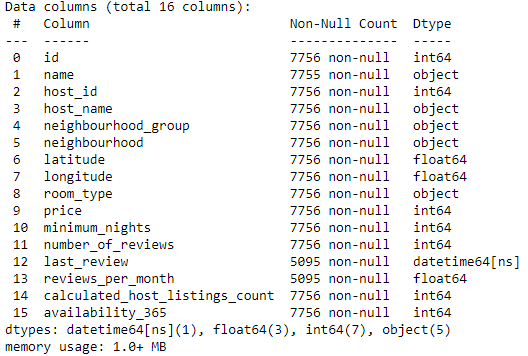 Data columns (total 16 columns):
 #   Column                          Non-Null Count  Dtype
---  ------                          --------------  -----
 0   id                              7756 non-null   int64
 1   name                            7755 non-null   object
 2   host_id                         7756 non-null   int64
 3   host_name                       7756 non-null   object
 4   neighbourhood_group             7756 non-null   object
 5   neighbourhood                   7756 non-null   object
 6   latitude                        7756 non-null   float64
 7   longitude                       7756 non-null   float64
 8   room_type                       7756 non-null   object
 9   price                           7756 non-null   int64
 10  minimum_nights                  7756 non-null   int64
 11  number_of_reviews               7756 non-null   int64
 12  last_review                     5095 non-null   datetime64[ns]
 13  reviews_per_month               5095 non-null   float64
 14  calculated_host_listings_count  7756 non-null   int64
 15  availability_365                7756 non-null   int64
dtypes: datetime64[ns](1), float64(3), int64(7), object(5)
memory usage: 1.0+ MB